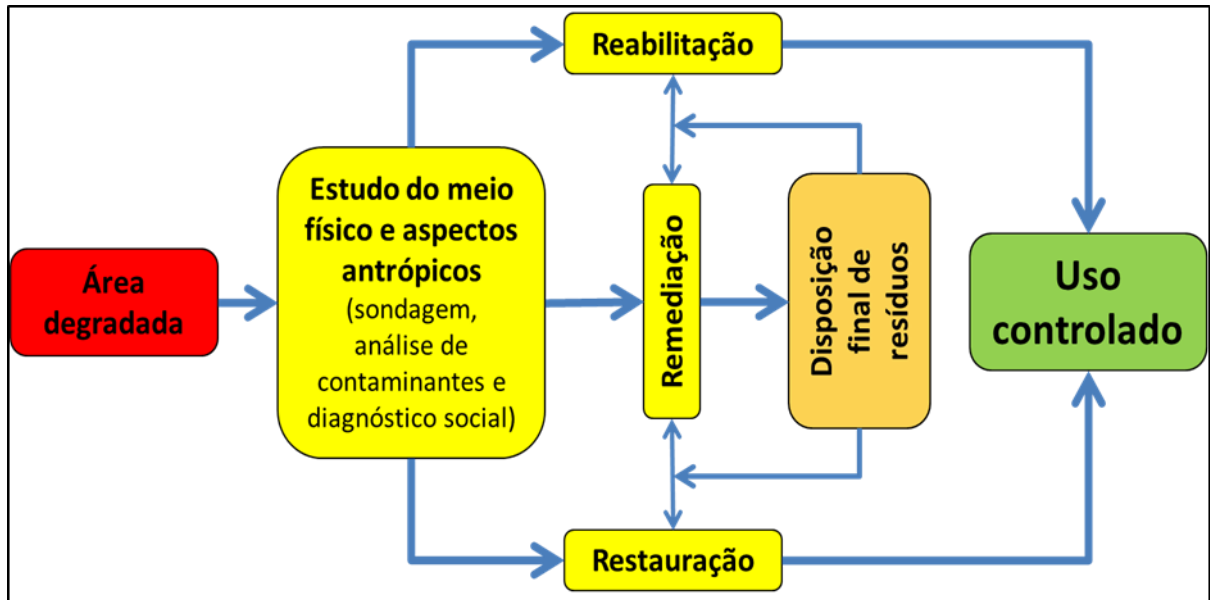 Reabilitação
Área
degradada
Estudo do meio
físico e aspectos
antrópicos
(sondagem,
análise de
contaminantes e
diagnóstico social)
Remediação
Disposição
final de
resíduos
Uso
controlado
Restauração